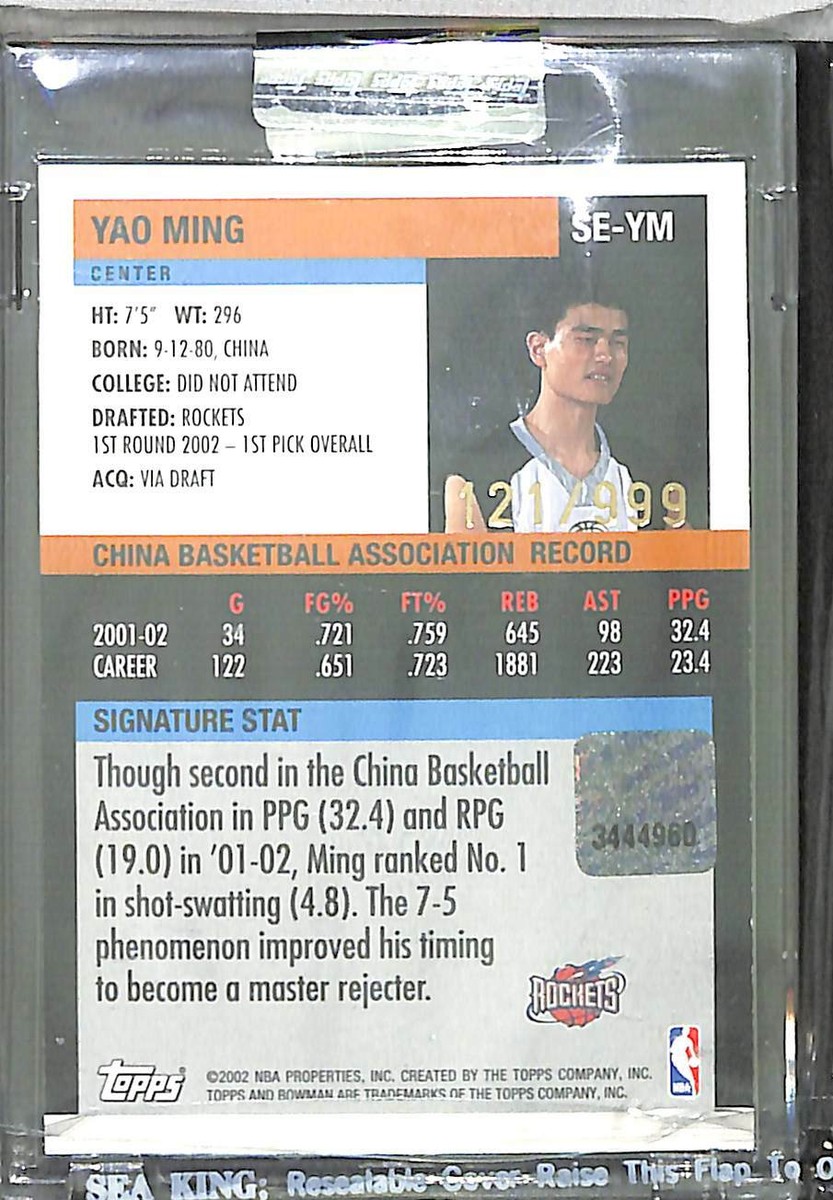 YAO MING
SE-YM
CENTER
HT: 7'5" WT: 296
BORN: 9-12-80, CHINA
COLLEGE: DID NOT ATTEND
DRAFTED: ROCKETS
1ST ROUND 2002 – 1ST PICK OVERALL
ACQ: VIA DRAFT
121/999
CHINA BASKETBALL ASSOCIATION RECORD
G FG% FT% REB AST PPG
2001-02 34 .721 .759 645 98 32.4
CAREER 122 .651 .723 1881 223 23.4
SIGNATURE STAT
Though second in the China Basketball
Association in PPG (32.4) and RPG
(19.0) in '01-02, Ming ranked No. 1
in shot-swatting (4.8). The 7-5
phenomenon improved his timing
to become a master rejecter.
3444960
ROCKETS
topps®
©2002 NBA PROPERTIES, INC. CREATED BY THE TOPPS COMPANY, INC.
TOPPS AND BOWMAN ARE TRADEMARKS OF THE TOPPS COMPANY, INC.
NBA
SEA KING: Resealable Cover Raise This Flap To